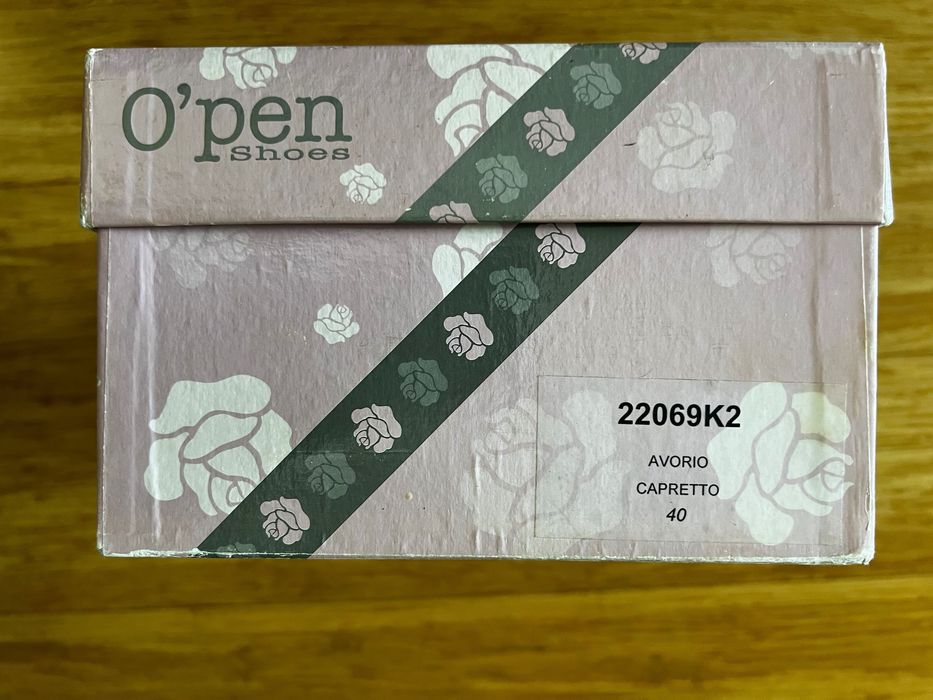 O'pen
Shoes
22069K2
AVORIO
CAPRETTO
40